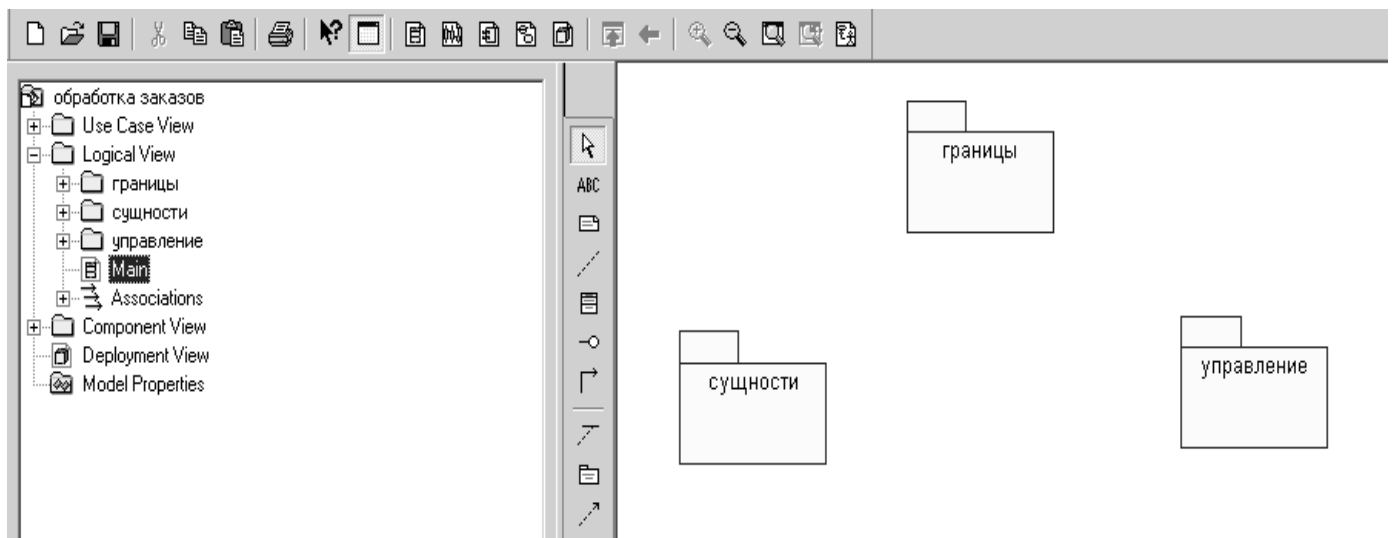 обработка заказов
Use Case View
Logical View
границы
сущности
управление
Main
Associations
Component View
Deployment View
Model Properties
ABC
границы
сущности
управление